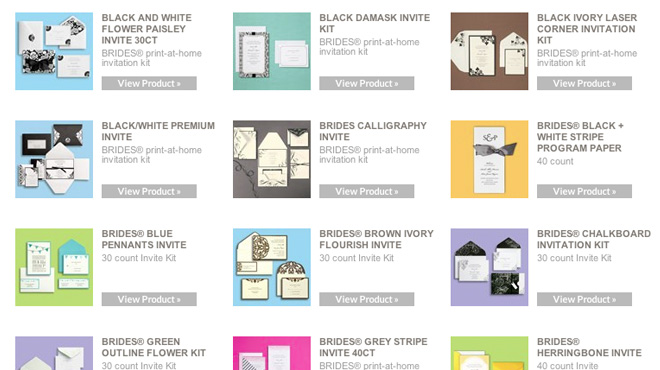 BLACK AND WHITE
FLOWER PAISLEY
INVITE 30CT
BRIDES® print-at-home
invitation kit
View Product »
BLACK DAMASK INVITE
KIT
BRIDES® print-at-home
invitation kit
View Product »
BLACK IVORY LASER
CORNER INVITATION
KIT
BRIDES® print-at-home
invitation kit
View Product »
BLACK/WHITE PREMIUM
INVITE
BRIDES® print-at-home
invitation kit
View Product »
BRIDES CALLIGRAPHY
INVITE
BRIDES® print-at-home
invitation kit
View Product »
BRIDES® BLACK +
WHITE STRIPE
PROGRAM PAPER
40 count
View Product »
BRIDES® BLUE
PENNANTS INVITE
30 count Invite Kit
View Product »
BRIDES® BROWN IVORY
FLOURISH INVITE
30 count Invite Kit
View Product »
BRIDES® CHALKBOARD
INVITATION KIT
30 count Invite Kit
View Product »
BRIDES® GREEN
OUTLINE FLOWER KIT
30 count Invite Kit
BRIDES® GREY STRIPE
INVITE 40CT
BRIDES® print-at-home
BRIDES®
HERRINGBONE INVITE
40 count Invite